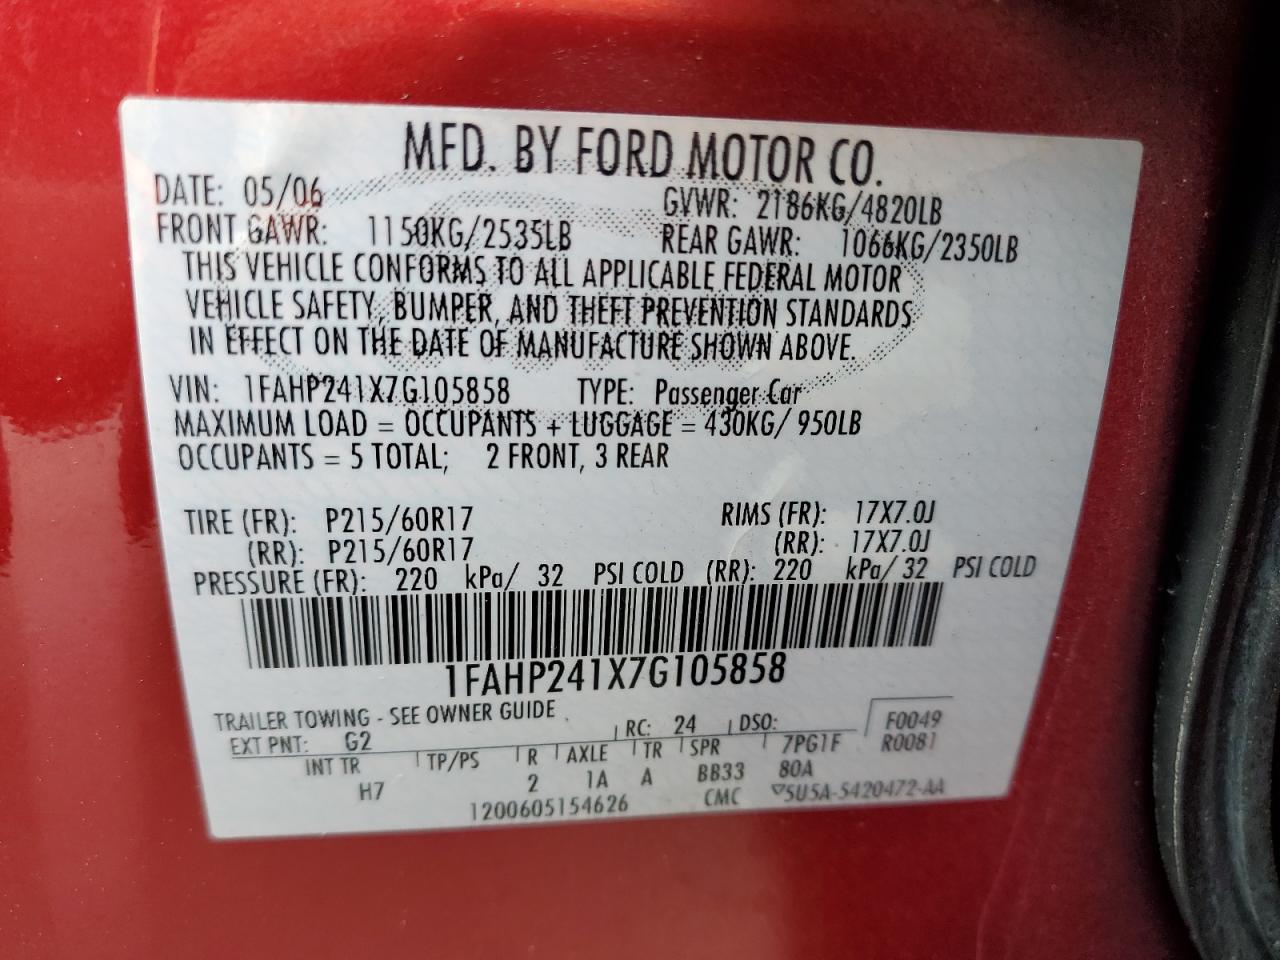 MFD. BY FORD MOTOR CO.
DATE: 05/06 GVWR: 2186KG/4820LB
FRONT GAWR: 1150KG/2535LB REAR GAWR: 1066KG/2350LB
THIS VEHICLE CONFORMS TO ALL APPLICABLE FEDERAL MOTOR
VEHICLE SAFETY, BUMPER, AND THEFT PREVENTION STANDARDS
IN EFFECT ON THE DATE OF MANUFACTURE SHOWN ABOVE.
VIN: 1FAHP241X7G105858 TYPE: Passenger Car
MAXIMUM LOAD = OCCUPANTS + LUGGAGE = 430KG/ 950LB
OCCUPANTS = 5 TOTAL; 2 FRONT, 3 REAR
TIRE (FR): P215/60R17 RIMS (FR): 17X7.0J
(RR): P215/60R17 (RR): 17X7.0J
PRESSURE (FR): 220 kPa/ 32 PSI COLD (RR): 220 kPa/ 32 PSI COLD
1FAHP241X7G105858
TRAILER TOWING - SEE OWNER GUIDE
EXT PNT: G2 RC: 24 DSO: F0049
INT TR TP/PS R AXLE TR SPR 7PG1F R0081
H7 2 1A A BB33 80A
1200605154626 CMC ▽5U5A-5420472-AA